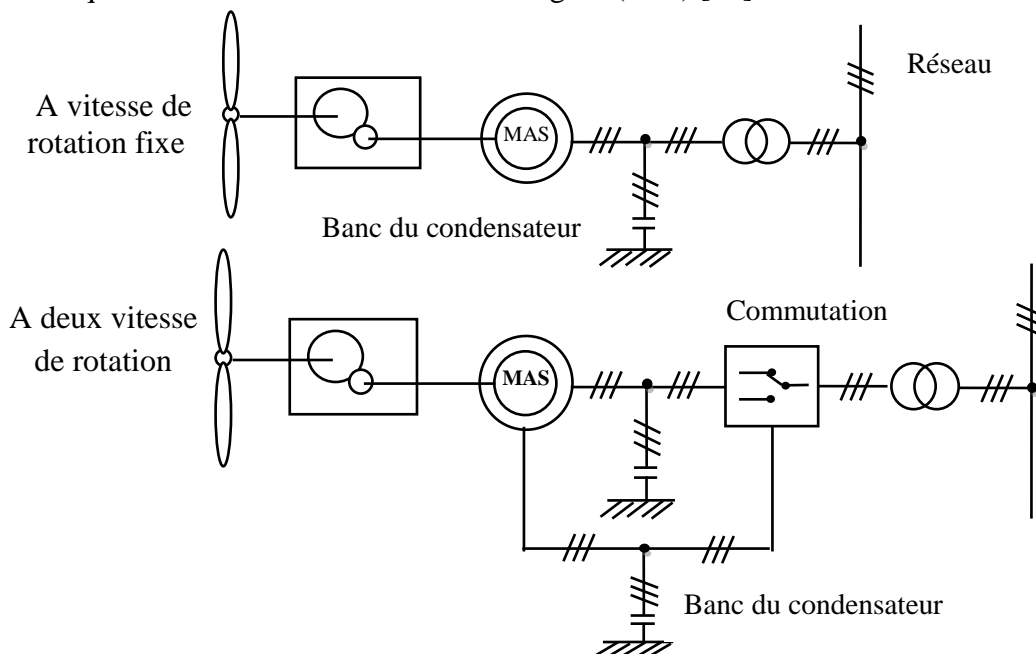 Réseau
A vitesse de
rotation fixe
MAS
Banc du condensateur
A deux vitesse
de rotation
Commutation
MAS
Banc du condensateur